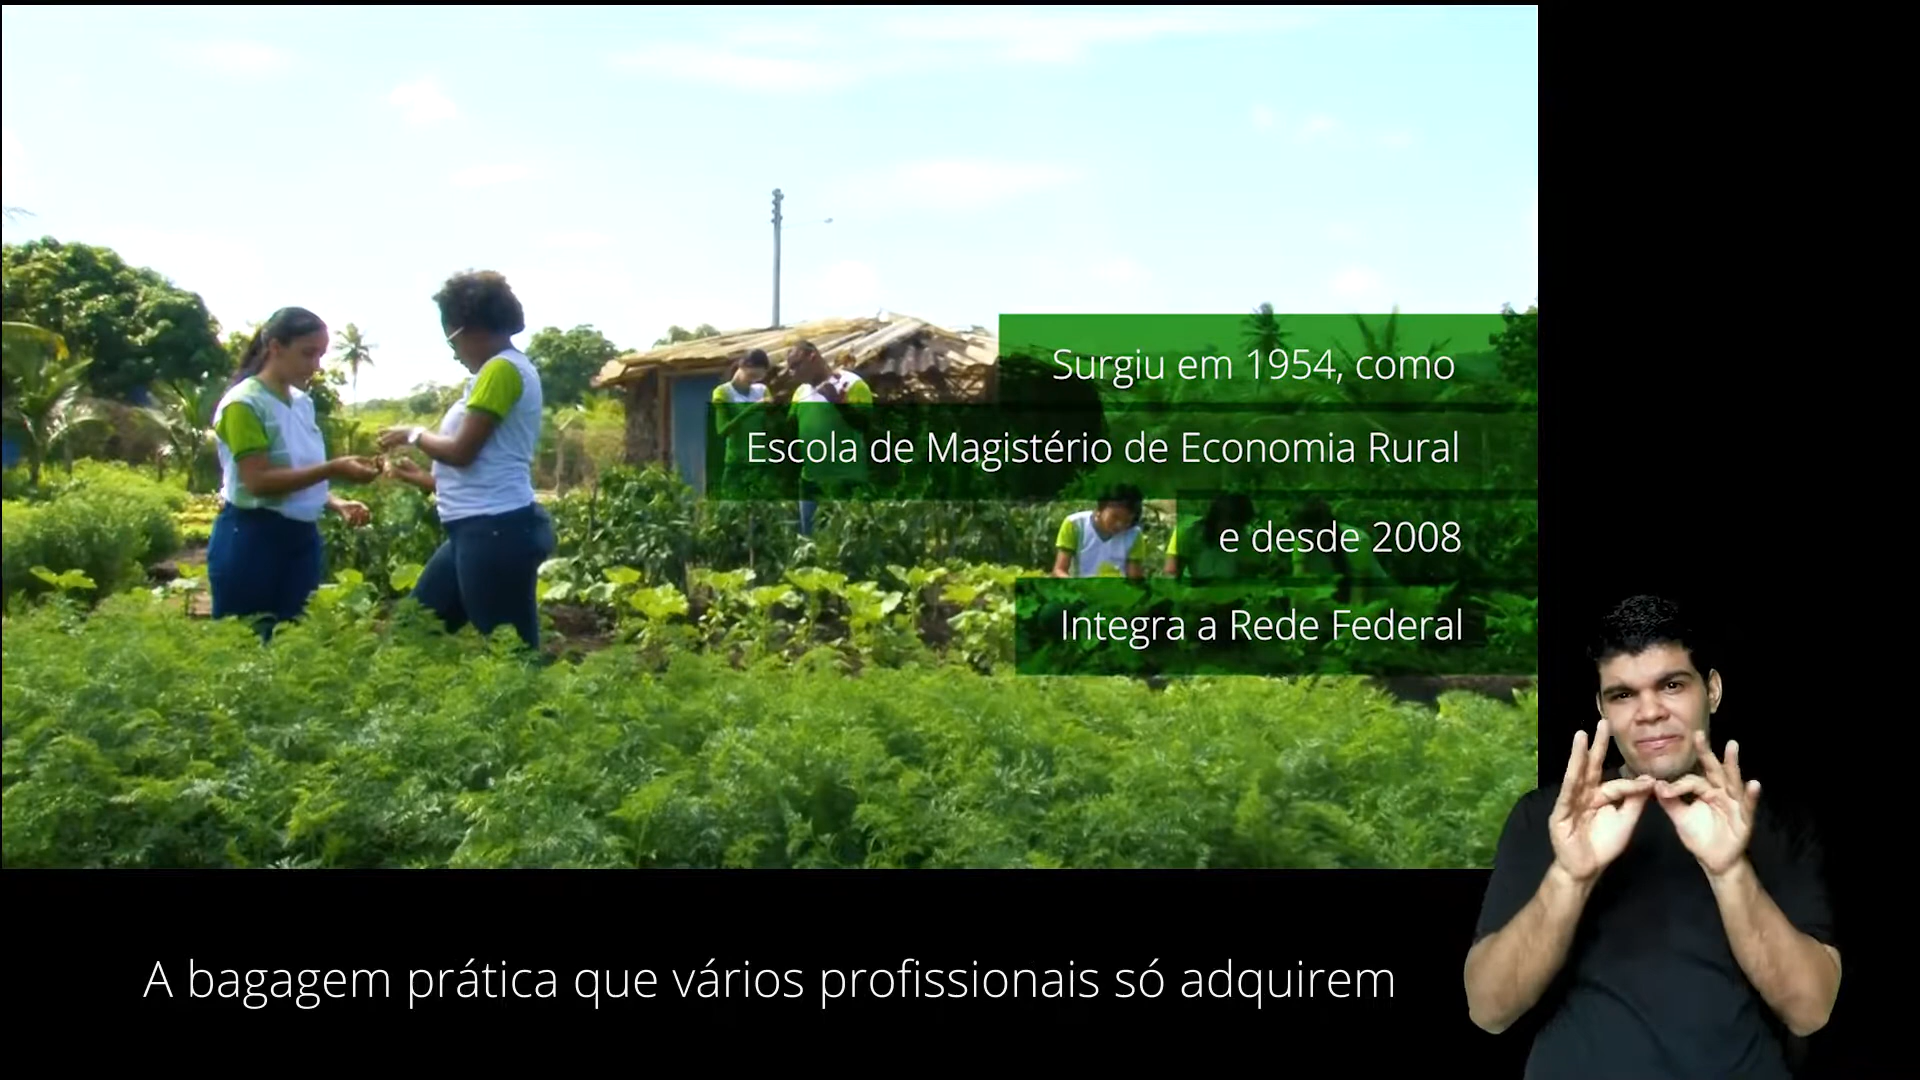 Surgiu em 1954, como
Escola de Magistério de Economia Rural
e desde 2008
Integra a Rede Federal
A bagagem prática que vários profissionais só adquirem